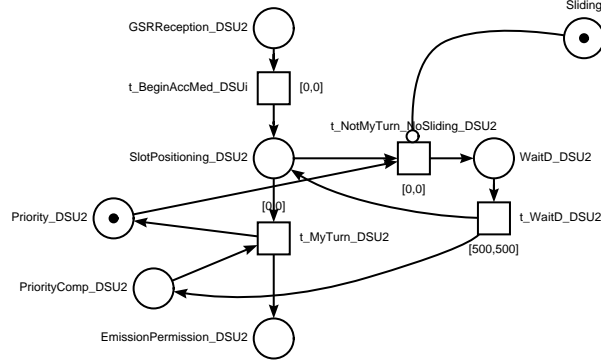 Sliding
GSRReception_DSU2
t_BeginAccMed_DSUi
[0,0]
t_NotMyTurn_NoSliding_DSU2
SlotPositioning_DSU2
WaitD_DSU2
[0,0]
[0,0]
Priority_DSU2
t_WaitD_DSU2
t_MyTurn_DSU2
[500,500]
PriorityComp_DSU2
EmissionPermission_DSU2